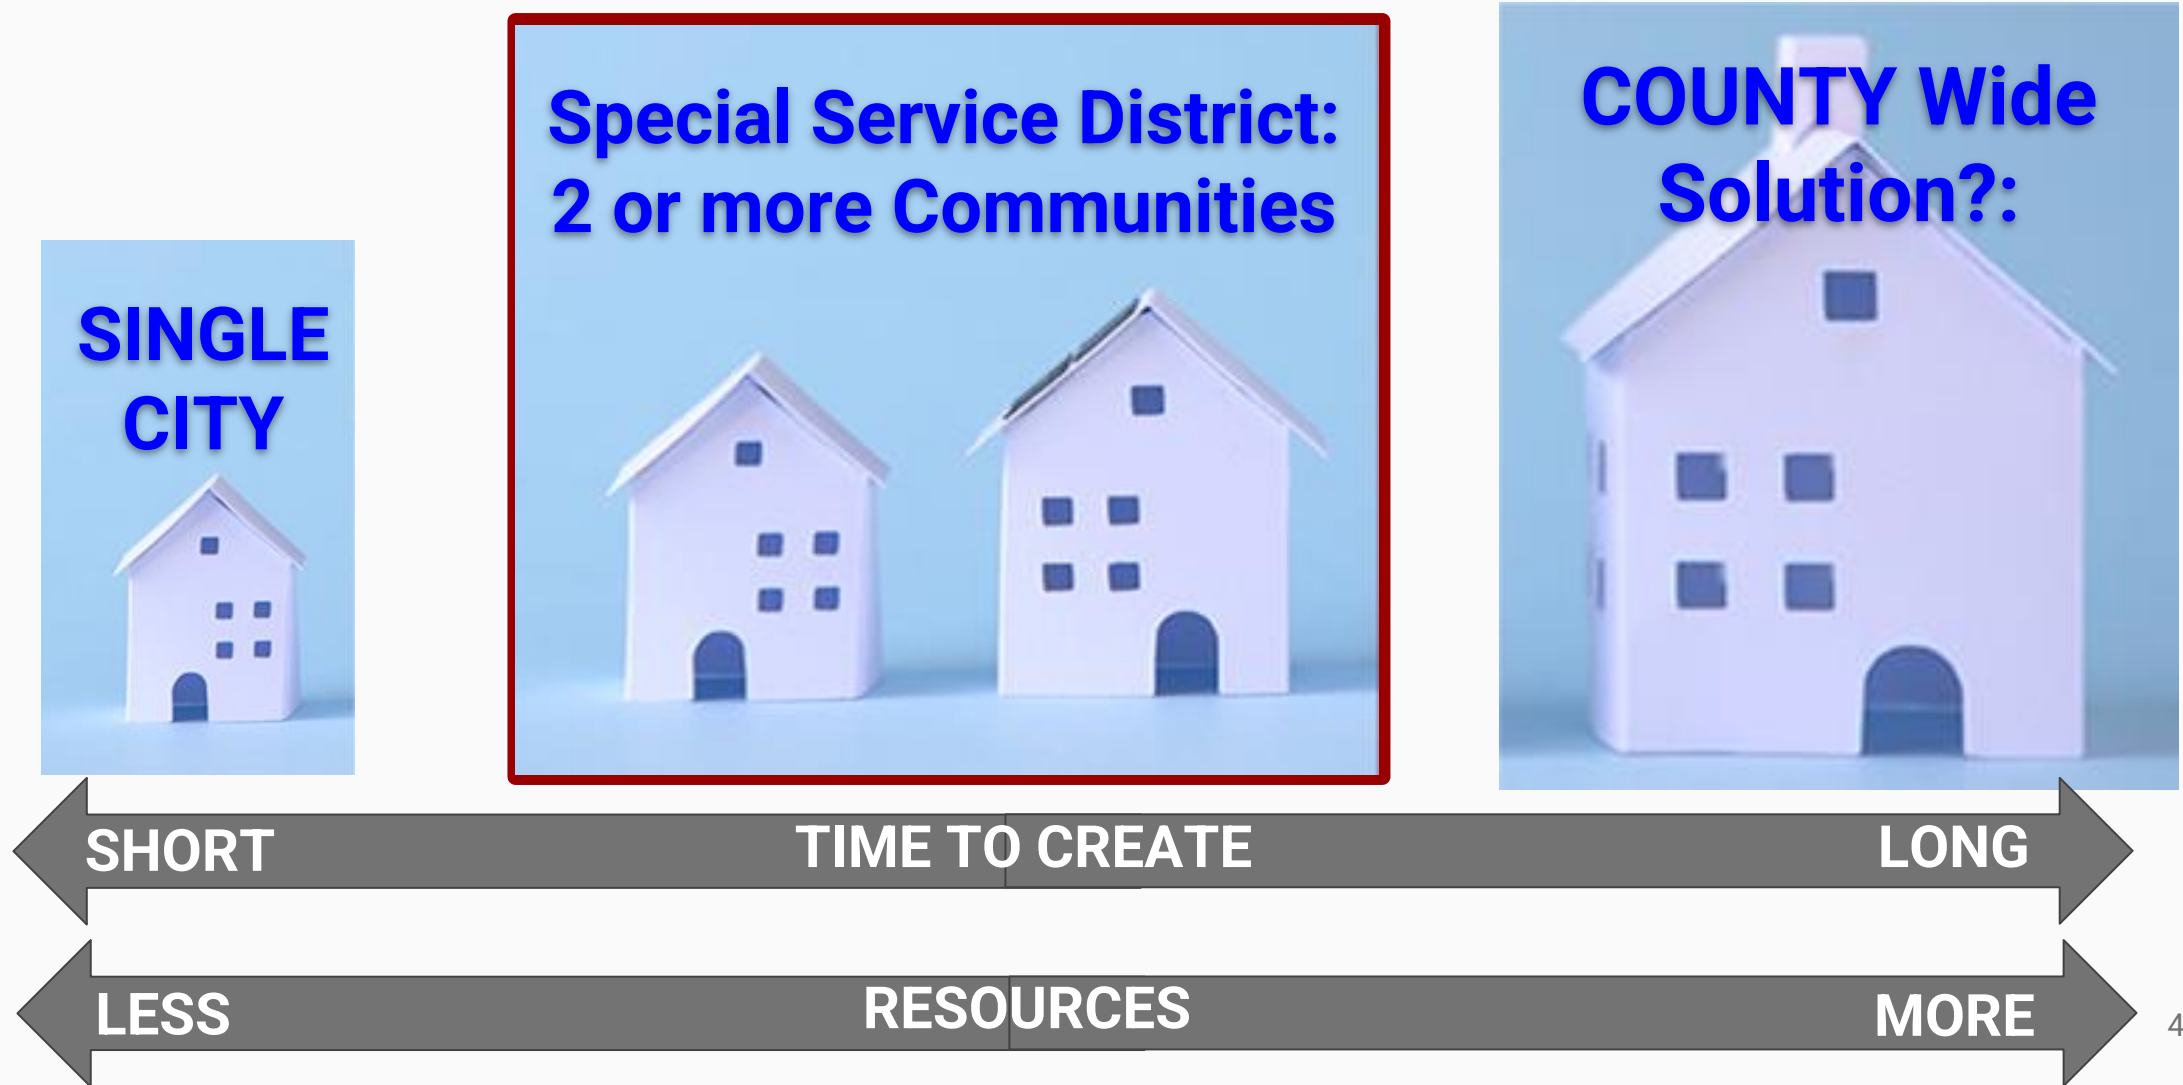 SINGLE
CITY
Special Service District:
2 or more Communities
COUNTY Wide
Solution?:
SHORT TIME TO CREATE LONG
LESS RESOURCES MORE
4